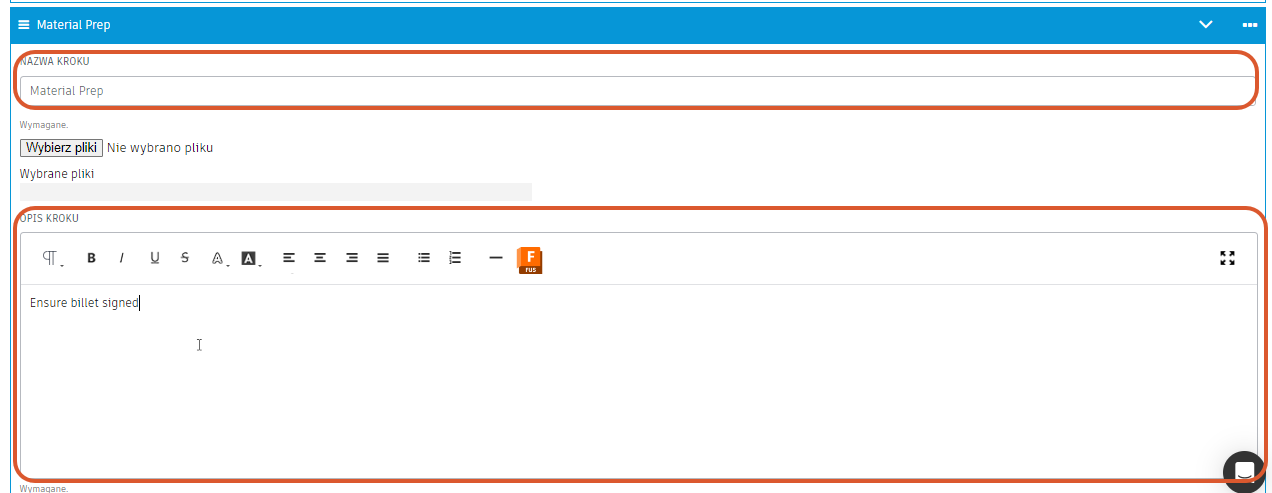 Material Prep
NAZWA KROKU
Material Prep
Wymagane.
Wybierz pliki Nie wybrano pliku
Wybrane pliki
OPIS KROKU
B I U S A A F FUS
Ensure billet signed
Wymagane.